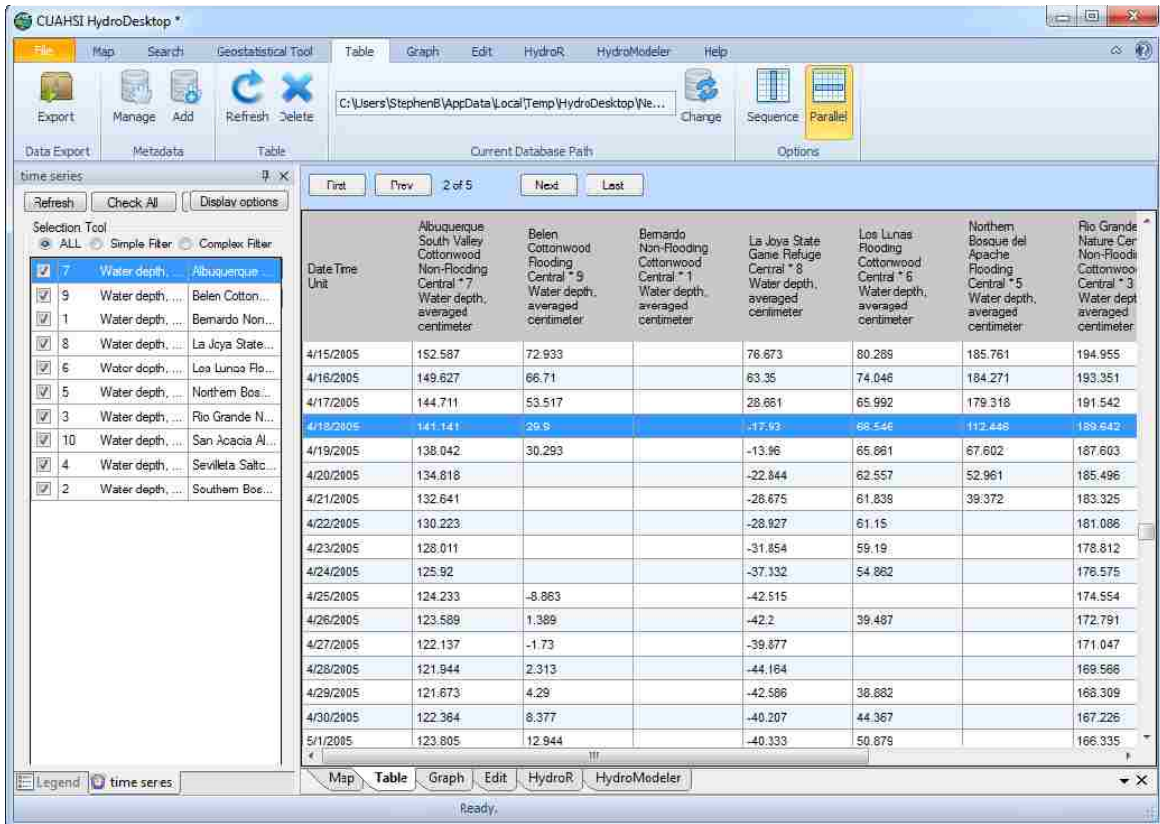 CUAHSI HydroDesktop *
File Map Search Geostatistical Tool Table Graph Edit HydroR HydroModeler Help
C:\Users\StephenB\AppData\Local\Temp\HydroDesktop\Ne...
Export Manage Add Refresh Delete Change Sequence Parallel
Data Export Metadata Table Current Database Path Options
time series
Refresh Check All Display options
Selection Tool
ALL Simple Filter Complex Filter
7 Water depth, ... Albuquerque ...
9 Water depth, ... Belen Cotton...
1 Water depth, ... Bernardo Non...
8 Water depth, ... La Joya State...
6 Water depth, ... Los Lunas Flo...
5 Water depth, ... Northern Bos...
3 Water depth, ... Rio Grande N...
10 Water depth, ... San Acacia Al...
4 Water depth, ... Sevilleta Saltc...
2 Water depth, ... Southern Bos...
First Prev 2 of 5 Next Last
Date Time
Unit
Albuquerque
South Valley
Cottonwood
Non-Flooding
Central * 7
Water depth,
averaged
centimeter
Belen
Cottonwood
Flooding
Central * 9
Water depth,
averaged
centimeter
Bernardo
Non-Flooding
Cottonwood
Central * 1
Water depth,
averaged
centimeter
La Joya State
Game Refuge
Central * 8
Water depth,
averaged
centimeter
Los Lunas
Flooding
Cottonwood
Central * 6
Water depth,
averaged
centimeter
Northern
Bosque del
Apache
Flooding
Central * 5
Water depth,
averaged
centimeter
Rio Grande
Nature Cen
Non-Floodi
Cottonwoo
Central * 3
Water dept
averaged
centimeter
4/15/2005 152.587 72.933 76.673 80.289 185.761 194.955
4/16/2005 149.627 66.71 63.35 74.046 184.271 193.351
4/17/2005 144.711 53.517 28.661 65.992 179.318 191.542
4/18/2005 141.141 29.9 -17.93 66.546 112.446 189.642
4/19/2005 138.042 30.293 -13.96 65.861 67.602 187.603
4/20/2005 134.818 -22.844 62.557 52.961 185.496
4/21/2005 132.641 -28.675 61.839 39.372 183.325
4/22/2005 130.223 -28.927 61.15 181.086
4/23/2005 128.011 -31.854 59.19 178.812
4/24/2005 125.92 -37.332 54.862 176.575
4/25/2005 124.233 -8.863 -42.515 174.554
4/26/2005 123.589 1.389 -42.2 39.487 172.791
4/27/2005 122.137 -1.73 -39.877 171.047
4/28/2005 121.944 2.313 -44.164 169.566
4/29/2005 121.673 4.29 -42.586 38.882 168.309
4/30/2005 122.364 8.377 -40.207 44.367 167.226
5/1/2005 123.805 12.944 -40.333 50.879 166.335
Legend time series
Map Table Graph Edit HydroR HydroModeler
Ready.